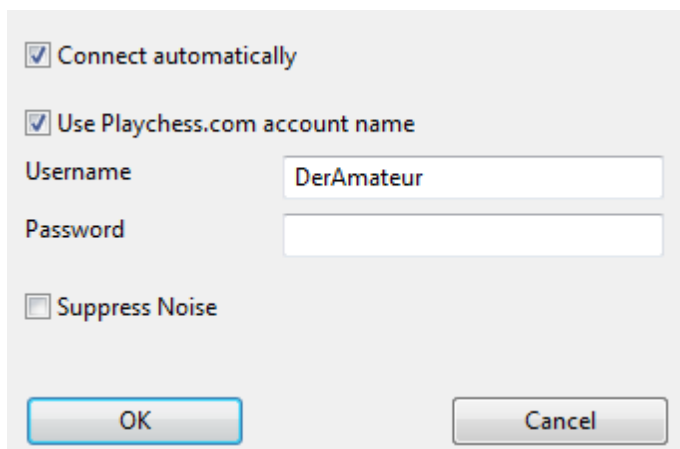 Connect automatically
Use Playchess.com account name
Username DerAmateur
Password
Suppress Noise
OK Cancel